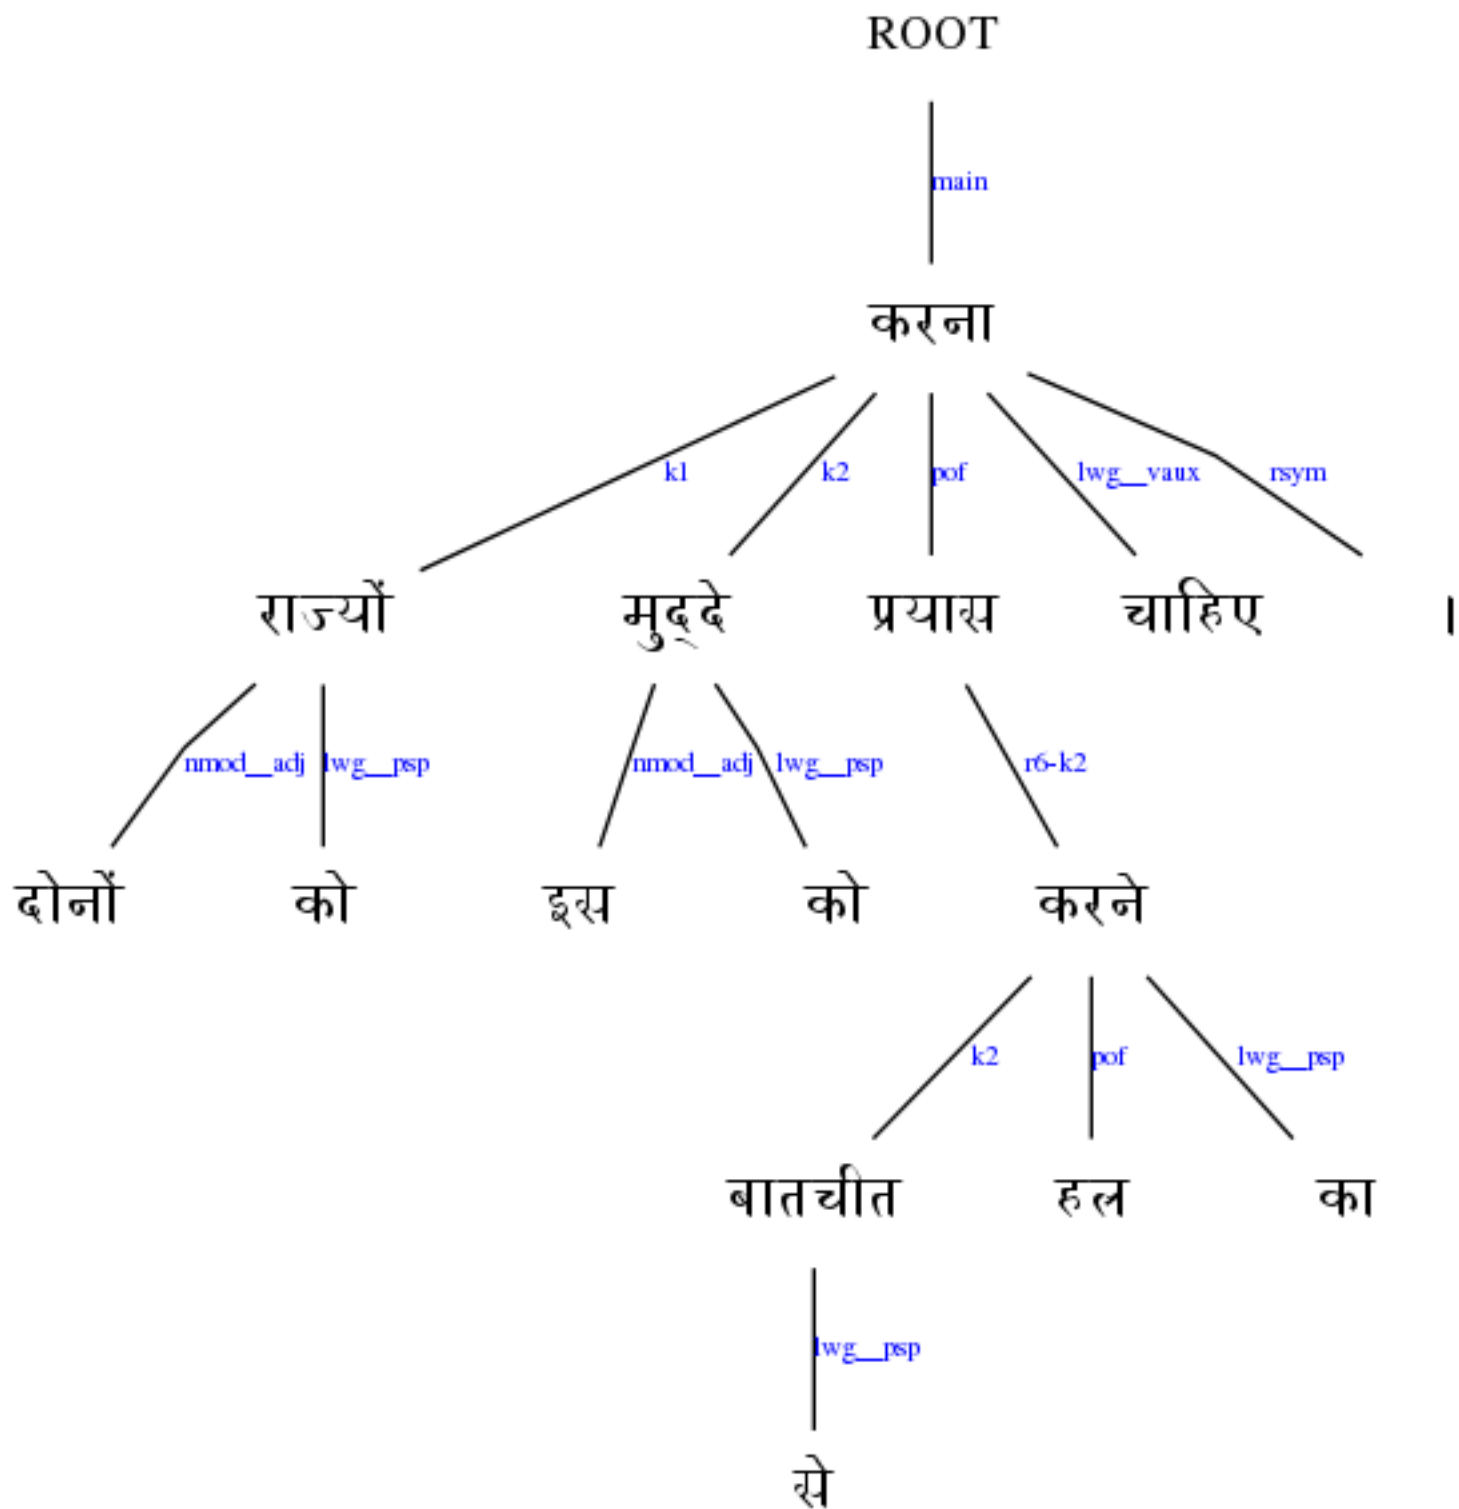 ROOT
main
करना
k1 k2 pof lwg__vaux rsym
राज्यों मुद्दे प्रयास चाहिए ।
nmod__adj lwg__psp nmod__adj lwg__psp r6-k2
दोनों को इस को करने
k2 pof lwg__psp
बातचीत हल का
lwg__psp
से